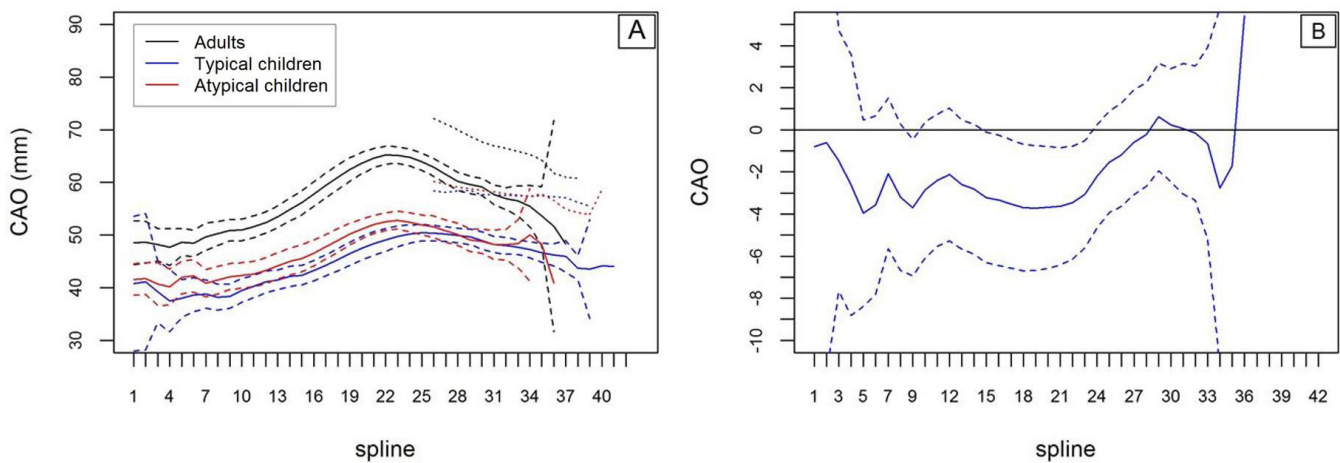 A
Adults
Typical children
Atypical children
CAO (mm)
90
80
70
60
50
40
30
1 4 7 10 13 16 19 22 25 28 31 34 37 40
spline
B
CAO
4
2
0
-2
-4
-6
-8
-10
1 3 5 7 9 12 15 18 21 24 27 30 33 36 39 42
spline